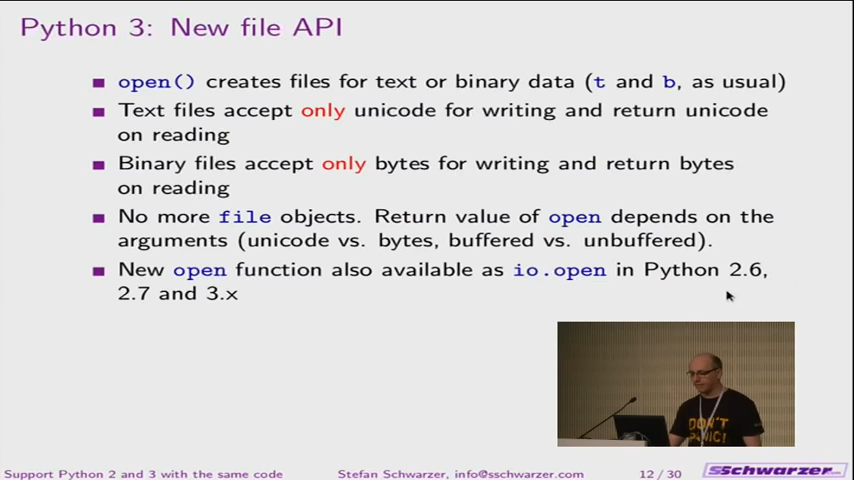 Python 3: New file API
open() creates files for text or binary data (t and b, as usual)
Text files accept only unicode for writing and return unicode
on reading
Binary files accept only bytes for writing and return bytes
on reading
No more file objects. Return value of open depends on the
arguments (unicode vs. bytes, buffered vs. unbuffered).
New open function also available as io.open in Python 2.6,
2.7 and 3.x
DON'T
PANIC!
Support Python 2 and 3 with the same code
Stefan Schwarzer, info@sschwarzer.com
12 / 30
SSchwarzer.com